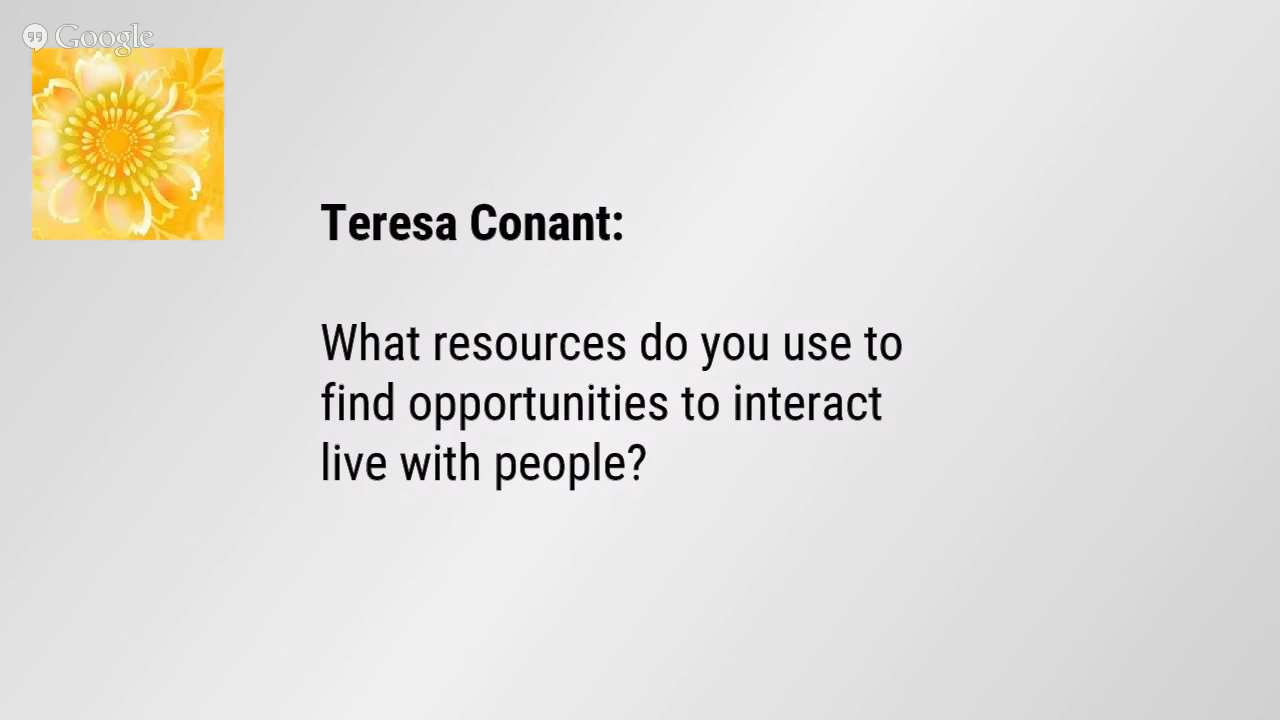 Google
Teresa Conant:
What resources do you use to
find opportunities to interact
live with people?